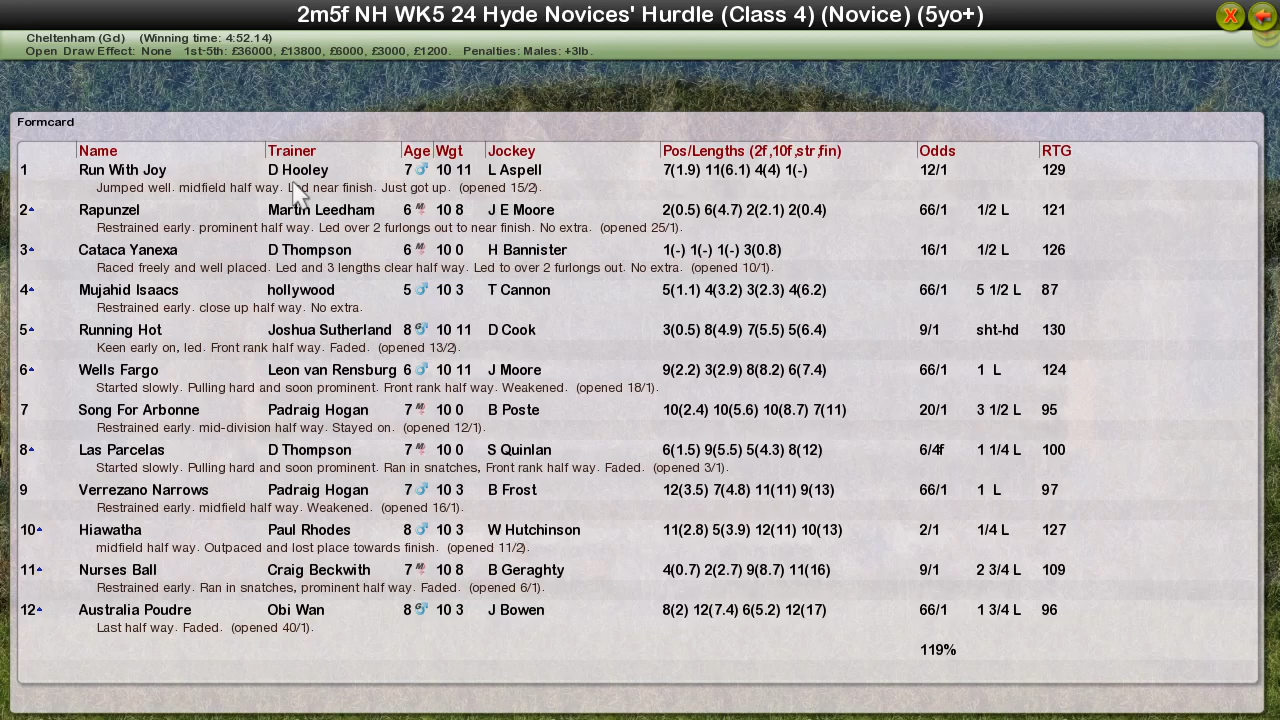 2m5f NH WK5 24 Hyde Novices' Hurdle (Class 4) (Novice) (5yo+)
X
Cheltenham (Gd) (Winning time: 4:52.14)
Open Draw Effect: None 1st-5th: £36000, £13800, £6000, £3000, £1200. Penalties: Males: +3lb.
Formcard
Name Trainer Age Wgt Jockey Pos/Lengths (2f,10f,str,fin) Odds RTG
1 Run With Joy D Hooley 7 10 11 L Aspell 7(1.9) 11(6.1) 4(4) 1(-) 12/1 129
Jumped well. midfield half way. Led near finish. Just got up. (opened 15/2).
2 Rapunzel Martin Leedham 6 10 8 J E Moore 2(0.5) 6(4.7) 2(2.1) 2(0.4) 66/1 1/2 L 121
Restrained early. prominent half way. Led over 2 furlongs out to near finish. No extra. (opened 25/1).
3 Cataca Yanexa D Thompson 6 10 0 H Bannister 1(-) 1(-) 1(-) 3(0.8) 16/1 1/2 L 126
Raced freely and well placed. Led and 3 lengths clear half way. Led to over 2 furlongs out. No extra. (opened 10/1).
4 Mujahid Isaacs hollywood 5 10 3 T Cannon 5(1.1) 4(3.2) 3(2.3) 4(6.2) 66/1 5 1/2 L 87
Restrained early. close up half way. No extra.
5 Running Hot Joshua Sutherland 8 10 11 D Cook 3(0.5) 8(4.9) 7(5.5) 5(6.4) 9/1 sht-hd 130
Keen early on, led. Front rank half way. Faded. (opened 13/2).
6 Wells Fargo Leon van Rensburg 6 10 11 J Moore 9(2.2) 3(2.9) 8(8.2) 6(7.4) 66/1 1 L 124
Started slowly. Pulling hard and soon prominent. Front rank half way. Weakened. (opened 18/1).
7 Song For Arbonne Padraig Hogan 7 10 0 B Poste 10(2.4) 10(5.6) 10(8.7) 7(11) 20/1 3 1/2 L 95
Restrained early. mid-division half way. Stayed on. (opened 12/1).
8 Las Parcelas D Thompson 7 10 0 S Quinlan 6(1.5) 9(5.5) 5(4.3) 8(12) 6/4f 1 1/4 L 100
Started slowly. Pulling hard and soon prominent. Ran in snatches, Front rank half way. Faded. (opened 3/1).
9 Verrezano Narrows Padraig Hogan 7 10 3 B Frost 12(3.5) 7(4.8) 11(11) 9(13) 66/1 1 L 97
Restrained early. midfield half way. Weakened. (opened 16/1).
10 Hiawatha Paul Rhodes 8 10 3 W Hutchinson 11(2.8) 5(3.9) 12(11) 10(13) 2/1 1/4 L 127
midfield half way. Outpaced and lost place towards finish. (opened 11/2).
11 Nurses Ball Craig Beckwith 7 10 8 B Geraghty 4(0.7) 2(2.7) 9(8.7) 11(16) 9/1 2 3/4 L 109
Restrained early. Ran in snatches, prominent half way. Faded. (opened 6/1).
12 Australia Poudre Obi Wan 8 10 3 J Bowen 8(2) 12(7.4) 6(5.2) 12(17) 66/1 1 3/4 L 96
Last half way. Faded. (opened 40/1).
119%